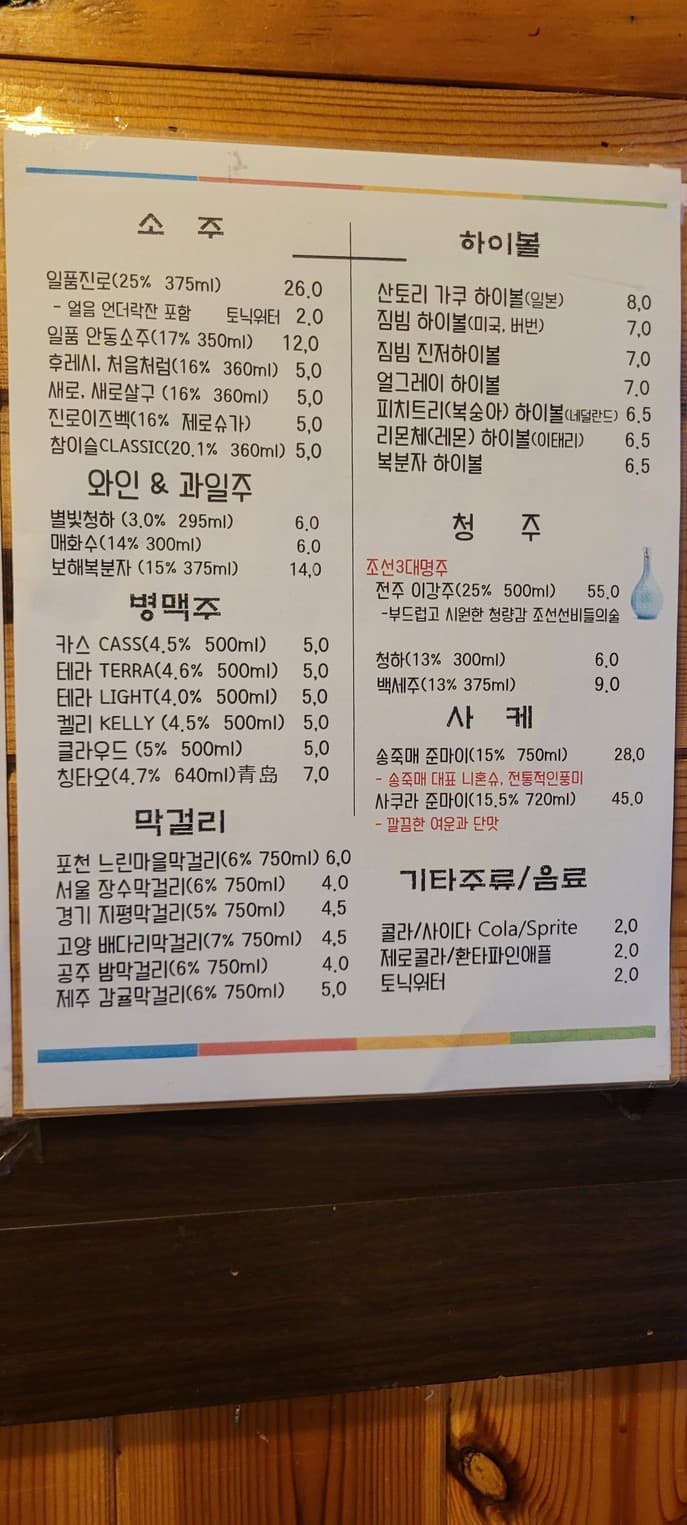 소 주
일품진로(25% 375ml) 26.0
- 얼음 언더락잔 포함 토닉워터 2.0
일품 안동소주(17% 350ml) 12,0
후레시, 처음처럼(16% 360ml) 5,0
새로, 새로살구 (16% 360ml) 5,0
진로이즈벡(16% 제로슈가) 5,0
참이슬CLASSIC(20.1% 360ml) 5,0
와인 & 과일주
별빛청하 (3.0% 295ml) 6.0
매화수(14% 300ml) 6.0
보해복분자 (15% 375ml) 14,0
병맥주
카스 CASS(4.5% 500ml) 5,0
테라 TERRA(4.6% 500ml) 5,0
테라 LIGHT(4.0% 500ml) 5,0
켈리 KELLY (4.5% 500ml) 5,0
클라우드 (5% 500ml) 5,0
칭타오(4.7% 640ml)青岛 7,0
막걸리
포천 느린마을막걸리(6% 750ml) 6,0
서울 장수막걸리(6% 750ml) 4.0
경기 지평막걸리(5% 750ml) 4,5
고양 배다리막걸리(7% 750ml) 4,5
공주 밤막걸리(6% 750ml) 4.0
제주 감귤막걸리(6% 750ml) 5,0
하이볼
산토리 가쿠 하이볼(일본) 8,0
짐빔 하이볼(미국, 버번) 7,0
짐빔 진저하이볼 7,0
얼그레이 하이볼 7,0
피치트리(복숭아) 하이볼(네덜란드) 6,5
리몬체(레몬) 하이볼(이태리) 6,5
복분자 하이볼 6,5
청 주
조선3대명주
전주 이강주(25% 500ml) 55.0
-부드럽고 시원한 청량감 조선선비들의술
청하(13% 300ml) 6.0
백세주(13% 375ml) 9.0
사 케
송죽매 준마이(15% 750ml) 28,0
- 송죽매 대표 니혼슈, 전통적인풍미
사쿠라 준마이(15.5% 720ml) 45.0
- 깔끔한 여운과 단맛
기타주류/음료
콜라/사이다 Cola/Sprite 2,0
제로콜라/환타파인애플 2.0
토닉워터 2.0